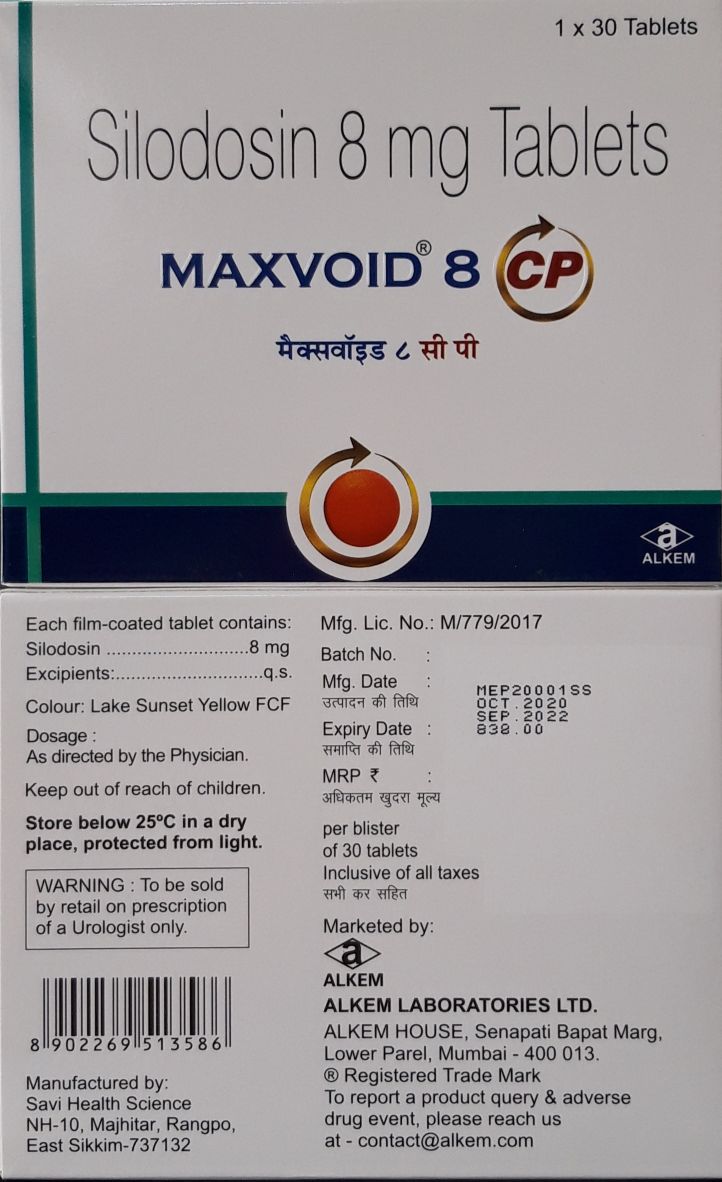 1 x 30 Tablets
Silodosin 8 mg Tablets
MAXVOID® 8 CP
मैक्सवॉइड ८ सी पी
a
ALKEM
Each film-coated tablet contains:
Silodosin ...........................8 mg
Excipients:............................q.s.
Colour: Lake Sunset Yellow FCF
Dosage :
As directed by the Physician.
Keep out of reach of children.
Store below 25ºC in a dry
place, protected from light.
WARNING : To be sold
by retail on prescription
of a Urologist only.
8 902269 513586
Manufactured by:
Savi Health Science
NH-10, Majhitar, Rangpo,
East Sikkim-737132
Mfg. Lic. No.: M/779/2017
Batch No. :
Mfg. Date :
उत्पादन की तिथि
Expiry Date :
समाप्ति की तिथि
MRP ₹ :
अधिकतम खुदरा मूल्य
MEP20001SS
OCT.2020
SEP.2022
838.00
per blister
of 30 tablets
Inclusive of all taxes
सभी कर सहित
Marketed by:
a
ALKEM
ALKEM LABORATORIES LTD.
ALKEM HOUSE, Senapati Bapat Marg,
Lower Parel, Mumbai - 400 013.
® Registered Trade Mark
To report a product query & adverse
drug event, please reach us
at - contact@alkem.com